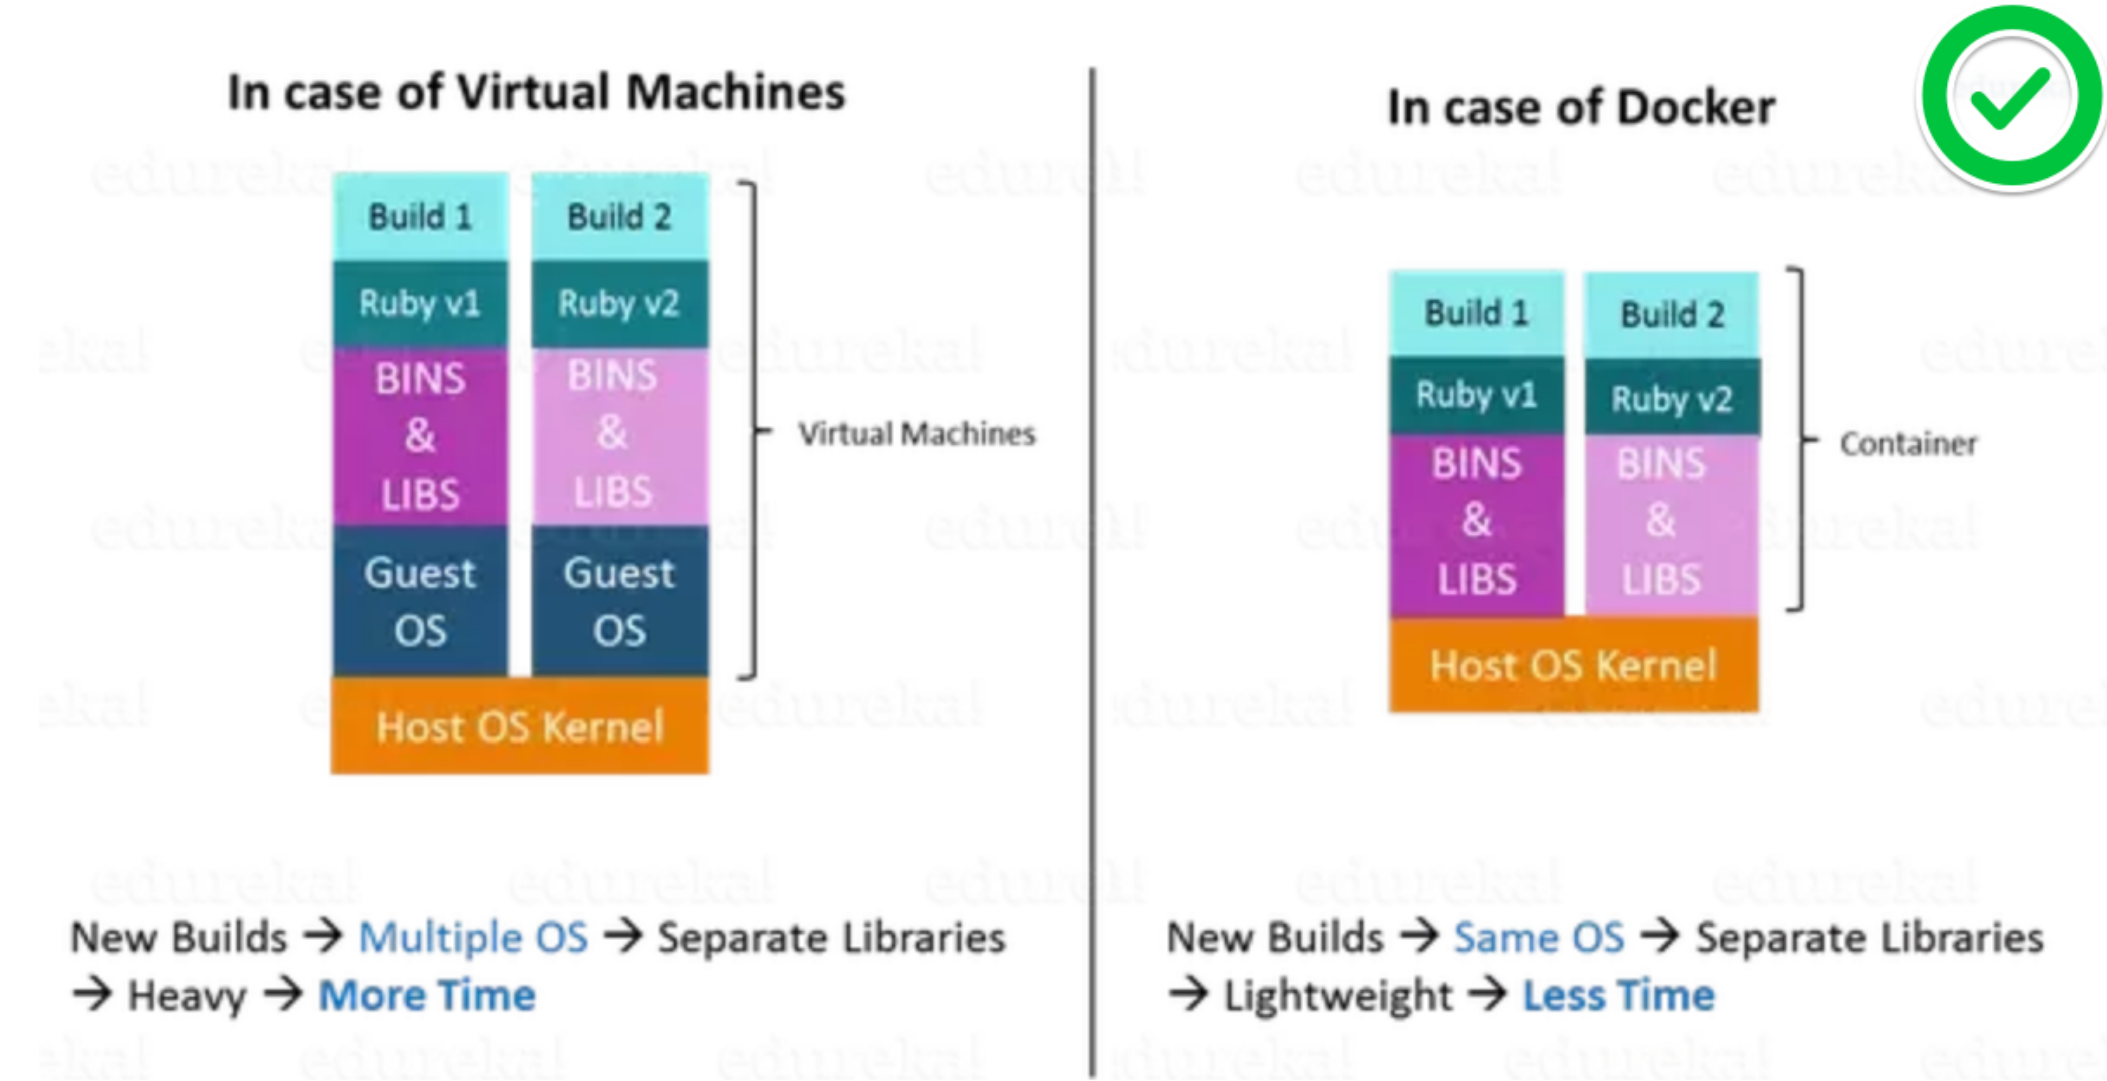 In case of Virtual Machines
Build 1
Build 2
Ruby v1
Ruby v2
BINS
&
LIBS
BINS
&
LIBS
Guest
OS
Guest
OS
Host OS Kernel
Virtual Machines
New Builds → Multiple OS → Separate Libraries
→ Heavy → More Time
In case of Docker
Build 1
Build 2
Ruby v1
Ruby v2
BINS
&
LIBS
BINS
&
LIBS
Host OS Kernel
Container
New Builds → Same OS → Separate Libraries
→ Lightweight → Less Time
edureka!